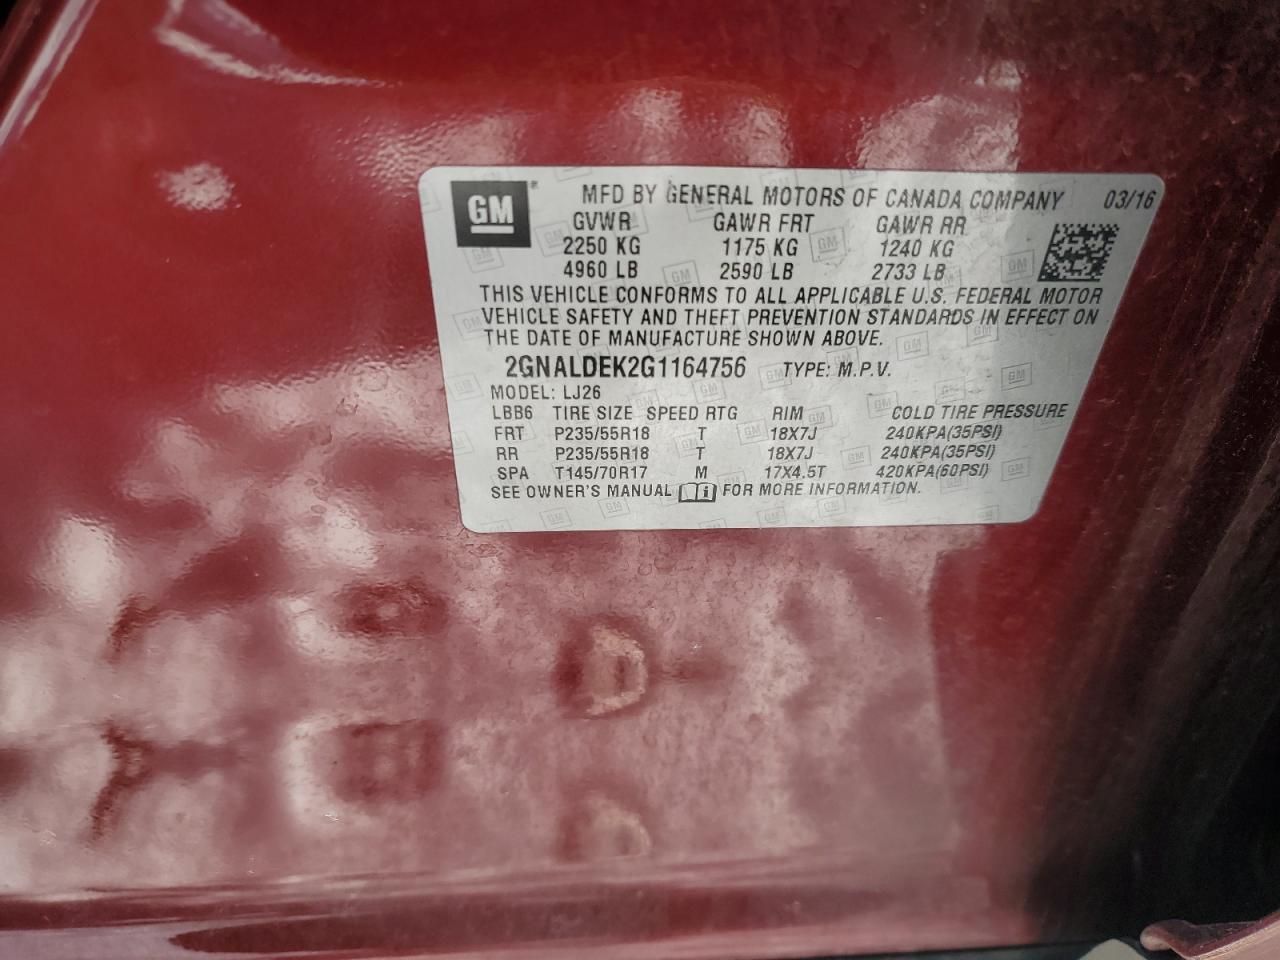 GM
MFD BY GENERAL MOTORS OF CANADA COMPANY 03/16
GVWR GAWR FRT GAWR RR
2250 KG 1175 KG 1240 KG
4960 LB 2590 LB 2733 LB
THIS VEHICLE CONFORMS TO ALL APPLICABLE U.S. FEDERAL MOTOR
VEHICLE SAFETY AND THEFT PREVENTION STANDARDS IN EFFECT ON
THE DATE OF MANUFACTURE SHOWN ABOVE.
2GNALDEK2G1164756 TYPE: M.P.V.
MODEL: LJ26
LBB6 TIRE SIZE SPEED RTG RIM COLD TIRE PRESSURE
FRT P235/55R18 T 18X7J 240KPA(35PSI)
RR P235/55R18 T 18X7J 240KPA(35PSI)
SPA T145/70R17 M 17X4.5T 420KPA(60PSI)
SEE OWNER'S MANUAL i FOR MORE INFORMATION.